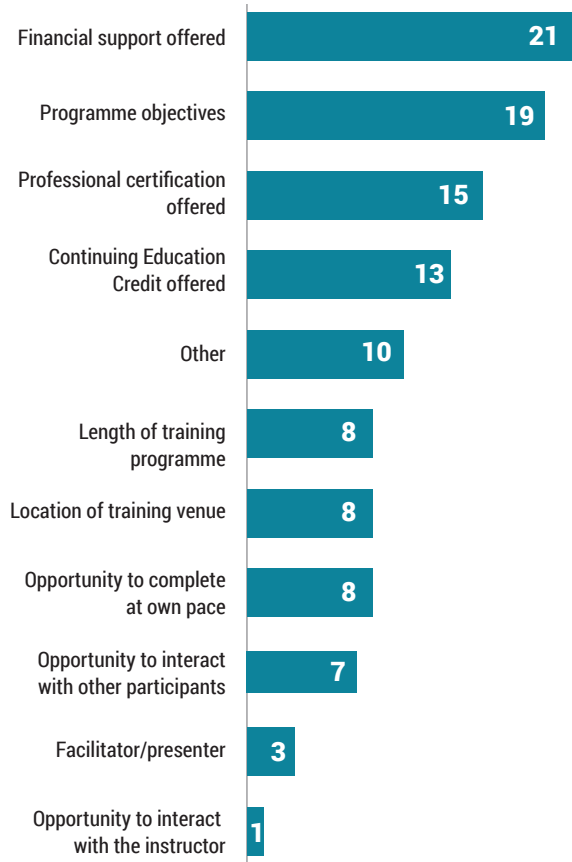 Financial support offered
21
Programme objectives
19
Professional certification
offered
15
Continuing Education
Credit offered
13
Other
10
Length of training
programme
8
Location of training venue
8
Opportunity to complete
at own pace
8
Opportunity to interact
with other participants
7
Facilitator/presenter
3
Opportunity to interact
with the instructor
1